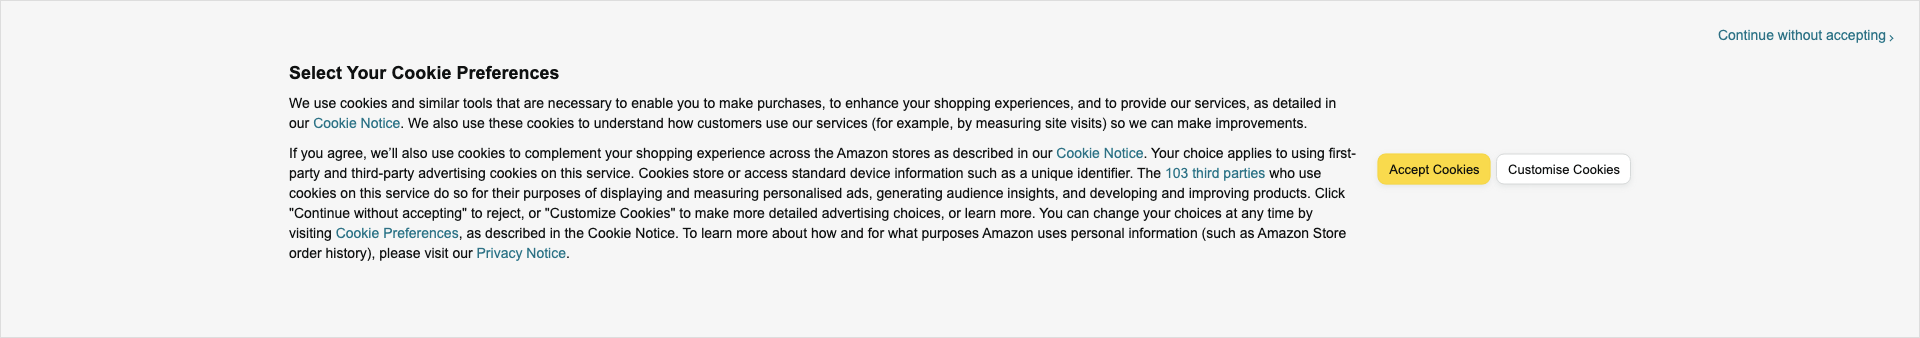 Continue without accepting ›
Select Your Cookie Preferences
We use cookies and similar tools that are necessary to enable you to make purchases, to enhance your shopping experiences, and to provide our services, as detailed in
our Cookie Notice. We also use these cookies to understand how customers use our services (for example, by measuring site visits) so we can make improvements.
If you agree, we’ll also use cookies to complement your shopping experience across the Amazon stores as described in our Cookie Notice. Your choice applies to using first-
party and third-party advertising cookies on this service. Cookies store or access standard device information such as a unique identifier. The 103 third parties who use
cookies on this service do so for their purposes of displaying and measuring personalised ads, generating audience insights, and developing and improving products. Click
"Continue without accepting" to reject, or "Customize Cookies" to make more detailed advertising choices, or learn more. You can change your choices at any time by
visiting Cookie Preferences, as described in the Cookie Notice. To learn more about how and for what purposes Amazon uses personal information (such as Amazon Store
order history), please visit our Privacy Notice.
Accept Cookies
Customise Cookies